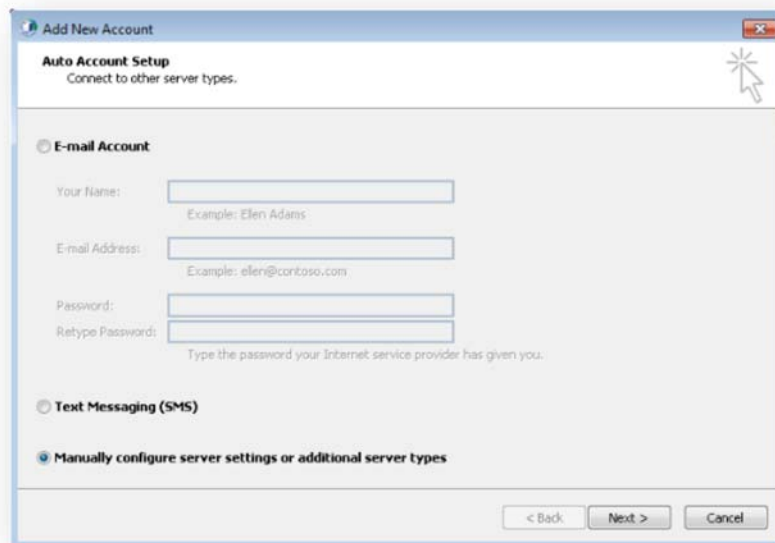 Add New Account
Auto Account Setup
Connect to other server types.
E-mail Account
Your Name:
Example: Ellen Adams
E-mail Address:
Example: ellen@contoso.com
Password:
Retype Password:
Type the password your Internet service provider has given you.
Text Messaging (SMS)
Manually configure server settings or additional server types
< Back Next > Cancel